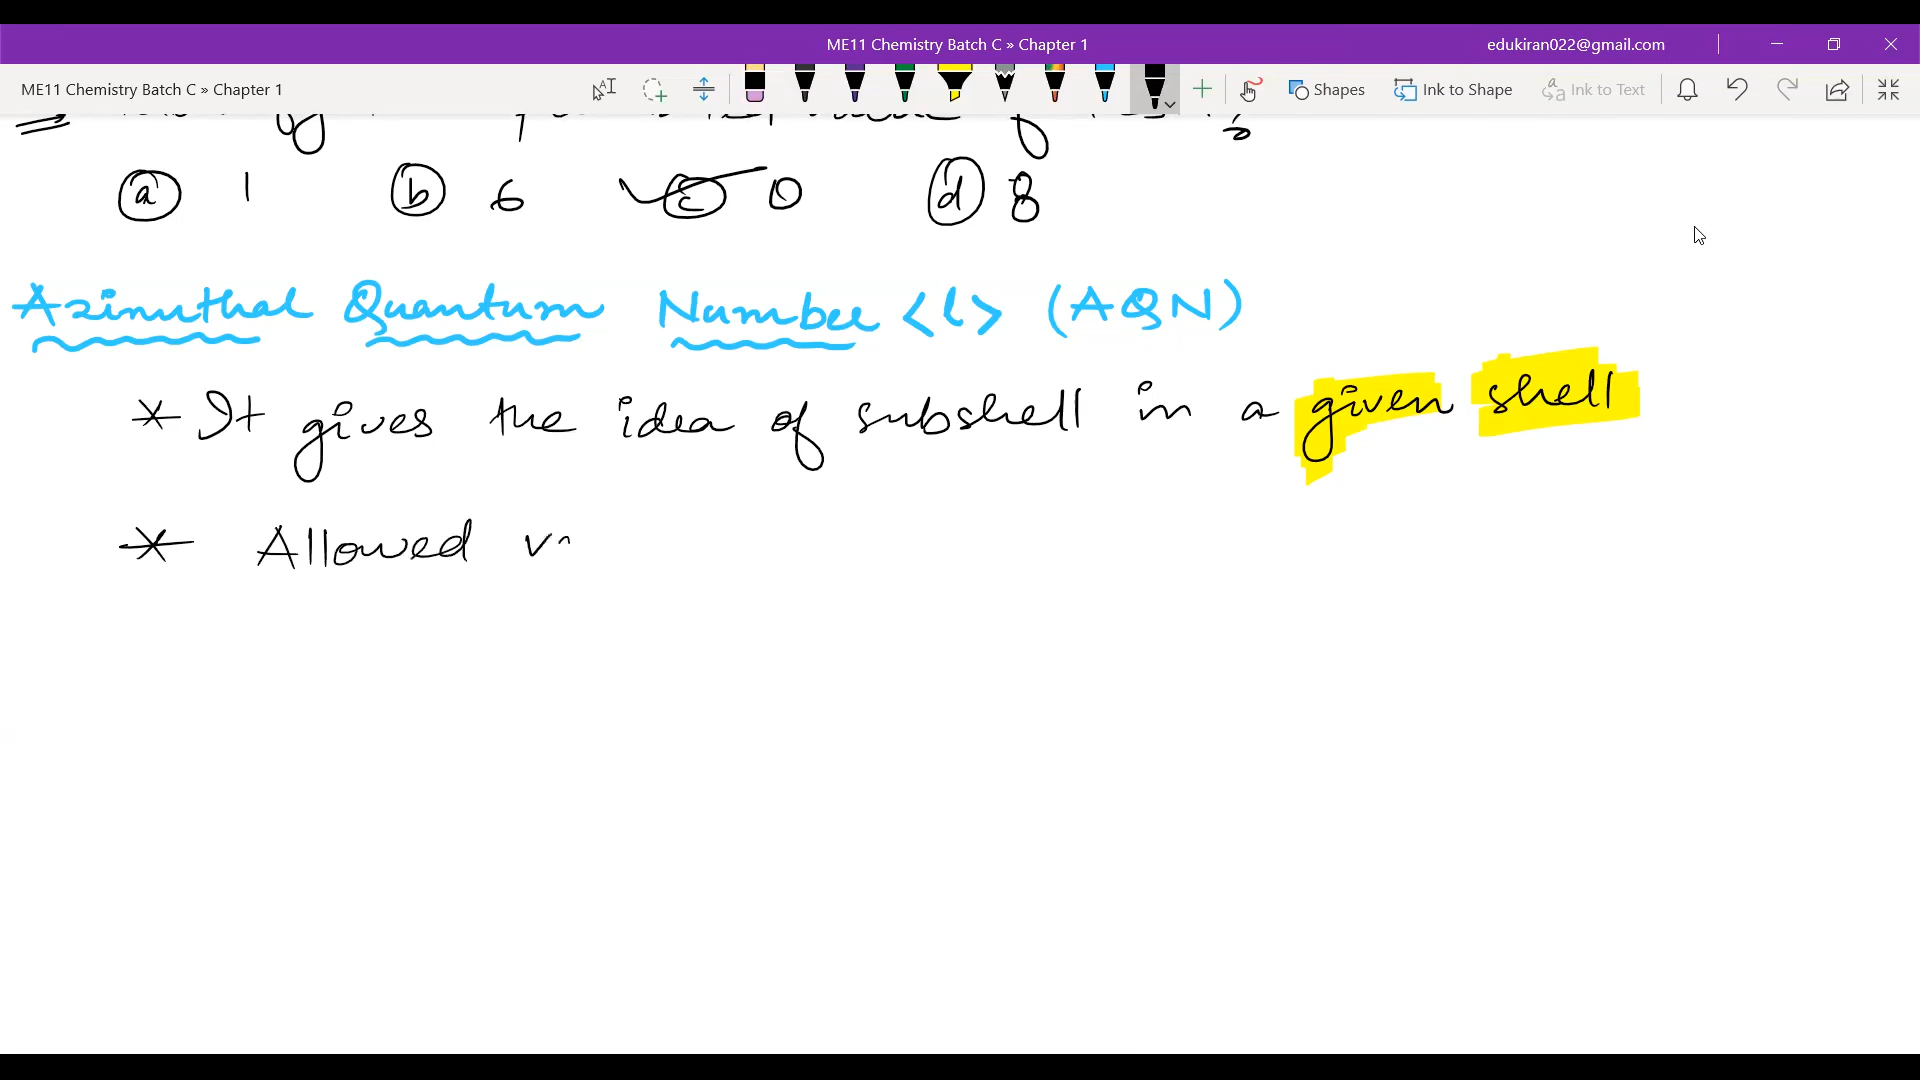 ME11 Chemistry Batch C » Chapter 1 edukiran022@gmail.com
ME11 Chemistry Batch C » Chapter 1 Shapes Ink to Shape Ink to Text
value of
(a) 1 (b) 6 (c) 0 (d) 8
Azimuthal Quantum Number <l> (AQN)
* It gives the idea of subshell in a given shell
* Allowed